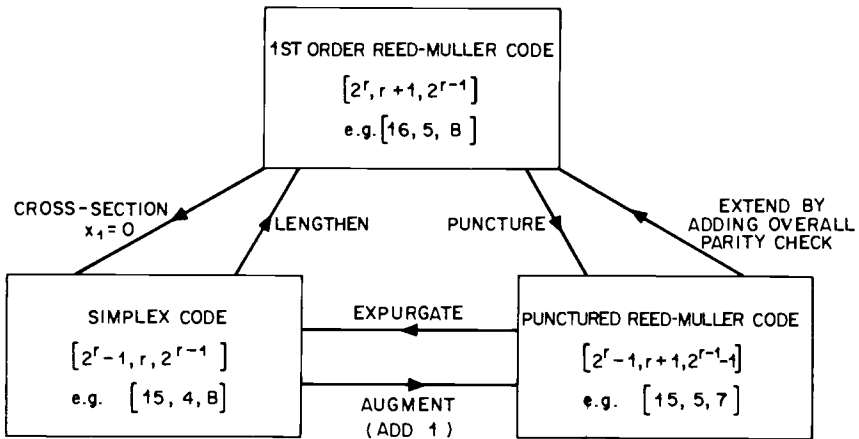 1ST ORDER REED-MULLER CODE
[2^r, r+1, 2^{r-1}]
e.g. [16, 5, 8]
CROSS-SECTION
x₁=0
LENGTHEN
PUNCTURE
EXTEND BY
ADDING OVERALL
PARITY CHECK
SIMPLEX CODE
[2^r-1, r, 2^{r-1}]
e.g. [15, 4, 8]
EXPURGATE
AUGMENT
(ADD 1)
PUNCTURED REED-MULLER CODE
[2^r-1, r+1, 2^{r-1}-1]
e.g. [15, 5, 7]